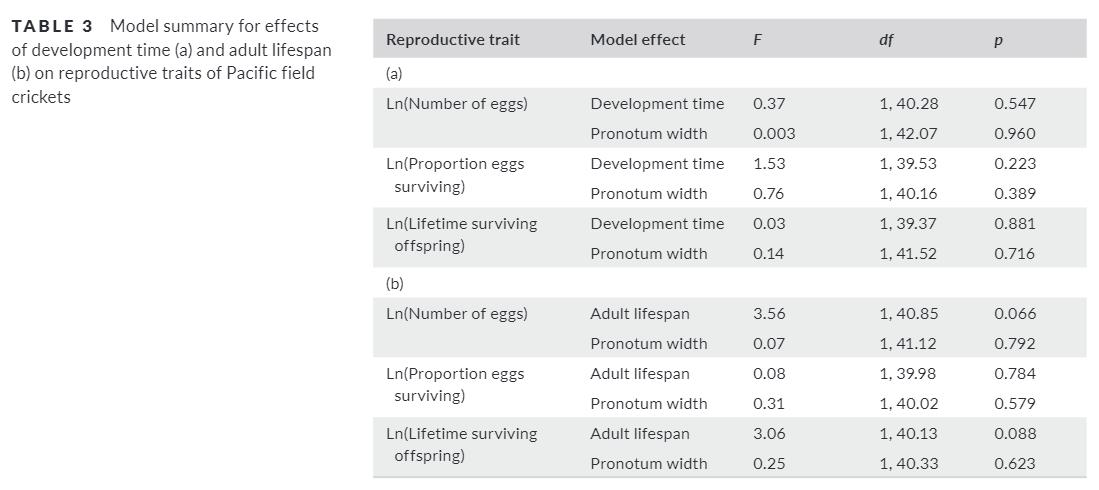 TABLE 3 Model summary for effects
of development time (a) and adult lifespan
(b) on reproductive traits of Pacific field
crickets
Reproductive trait Model effect F df p
(a)
Ln(Number of eggs) Development time 0.37 1, 40.28 0.547
Pronotum width 0.003 1, 42.07 0.960
Ln(Proportion eggs Development time 1.53 1, 39.53 0.223
surviving)
Pronotum width 0.76 1, 40.16 0.389
Ln(Lifetime surviving Development time 0.03 1, 39.37 0.881
offspring)
Pronotum width 0.14 1, 41.52 0.716
(b)
Ln(Number of eggs) Adult lifespan 3.56 1, 40.85 0.066
Pronotum width 0.07 1, 41.12 0.792
Ln(Proportion eggs Adult lifespan 0.08 1, 39.98 0.784
surviving)
Pronotum width 0.31 1, 40.02 0.579
Ln(Lifetime surviving Adult lifespan 3.06 1, 40.13 0.088
offspring)
Pronotum width 0.25 1, 40.33 0.623